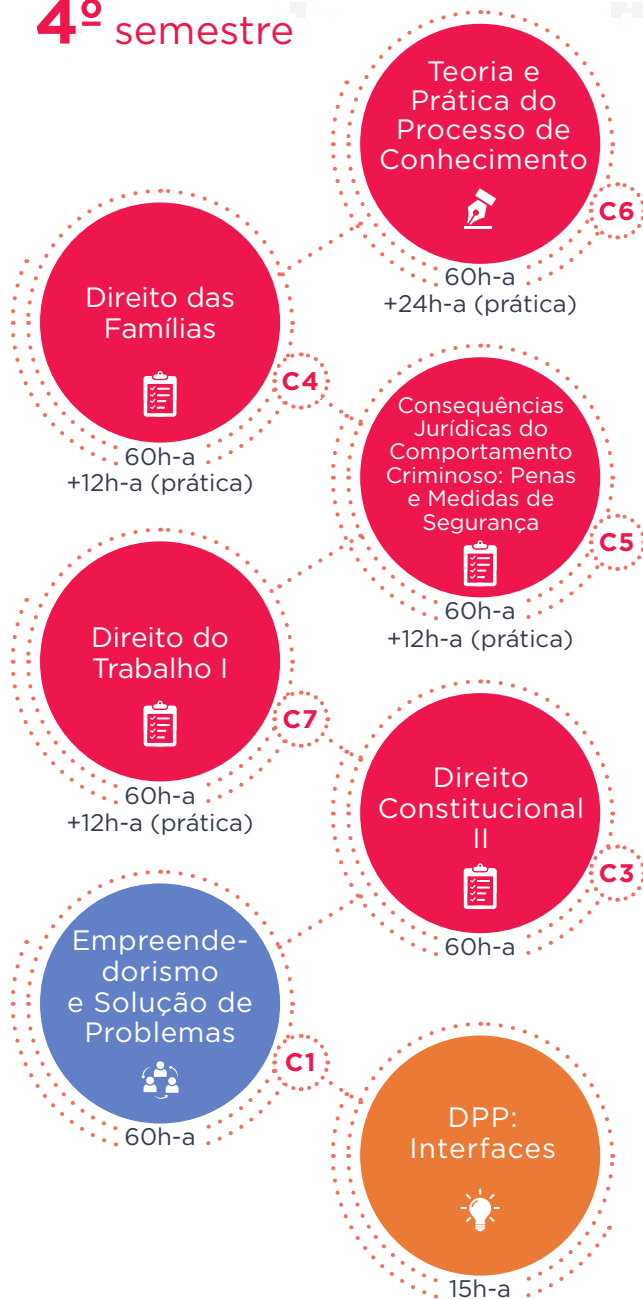 4º semestre
Teoria e
Prática do
Processo de
Conhecimento
C6
60h-a
+24h-a (prática)
Direito das
Famílias
C4
60h-a
+12h-a (prática)
Consequências
Jurídicas do
Comportamento
Criminoso: Penas
e Medidas de
Segurança
C5
60h-a
+12h-a (prática)
Direito do
Trabalho I
C7
60h-a
+12h-a (prática)
Direito
Constitucional
II
C3
60h-a
Empreende-
dorismo
e Solução de
Problemas
C1
60h-a
DPP:
Interfaces
15h-a